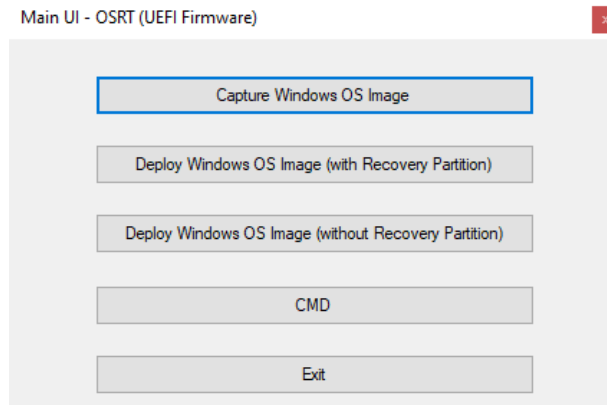 Main UI - OSRT (UEFI Firmware)
Capture Windows OS Image
Deploy Windows OS Image (with Recovery Partition)
Deploy Windows OS Image (without Recovery Partition)
CMD
Exit